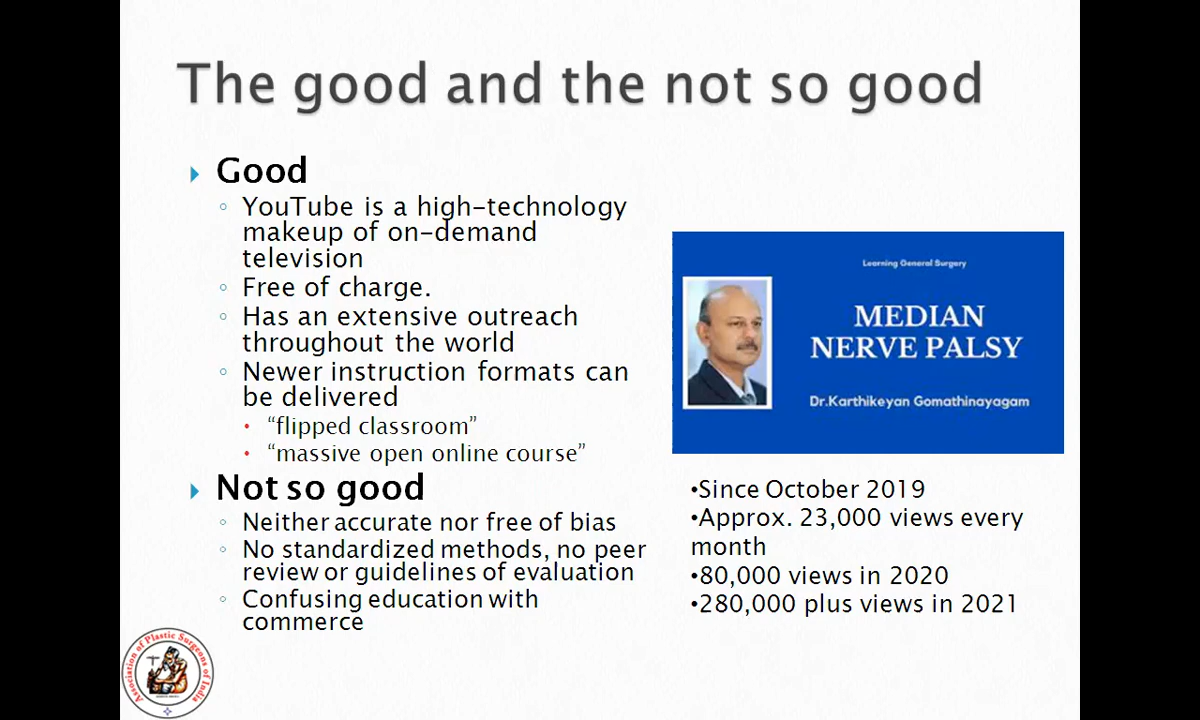 The good and the not so good
Good
YouTube is a high-technology
makeup of on-demand
television
Free of charge.
Has an extensive outreach
throughout the world
Newer instruction formats can
be delivered
• “flipped classroom”
• “massive open online course”
Not so good
Neither accurate nor free of bias
No standardized methods, no peer
review or guidelines of evaluation
Confusing education with
commerce
Learning General Surgery
MEDIAN
NERVE PALSY
Dr.Karthikeyan Gomathinayagam
•Since October 2019
•Approx. 23,000 views every
month
•80,000 views in 2020
•280,000 plus views in 2021
Association of Plastic Surgeons of India